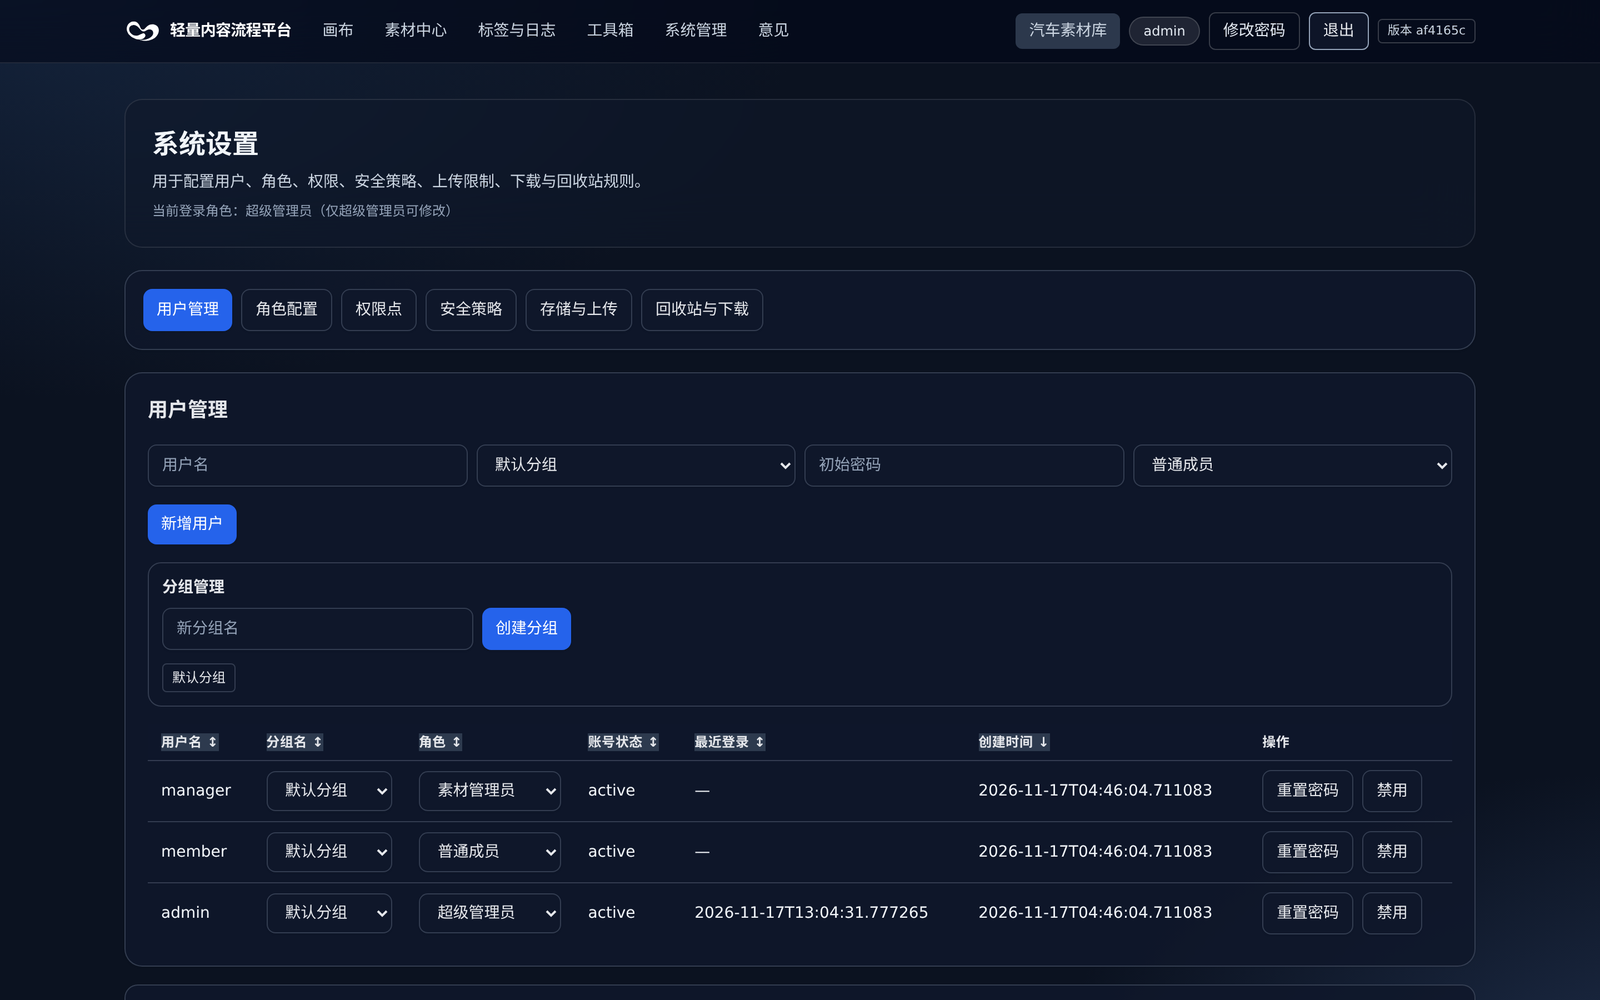 轻量内容流程平台 画布 素材中心 标签与日志 工具箱 系统管理 意见 汽车素材库 admin 修改密码 退出 版本 af4165c
系统设置
用于配置用户、角色、权限、安全策略、上传限制、下载与回收站规则。
当前登录角色：超级管理员（仅超级管理员可修改）
用户管理 角色配置 权限点 安全策略 存储与上传 回收站与下载
用户管理
用户名 默认分组 初始密码 普通成员
新增用户
分组管理
新分组名 创建分组
默认分组
用户名 ↕ 分组名 ↕ 角色 ↕ 账号状态 ↕ 最近登录 ↕ 创建时间 ↓ 操作
manager 默认分组 素材管理员 active — 2026-11-17T04:46:04.711083 重置密码 禁用
member 默认分组 普通成员 active — 2026-11-17T04:46:04.711083 重置密码 禁用
admin 默认分组 超级管理员 active 2026-11-17T13:04:31.777265 2026-11-17T04:46:04.711083 重置密码 禁用